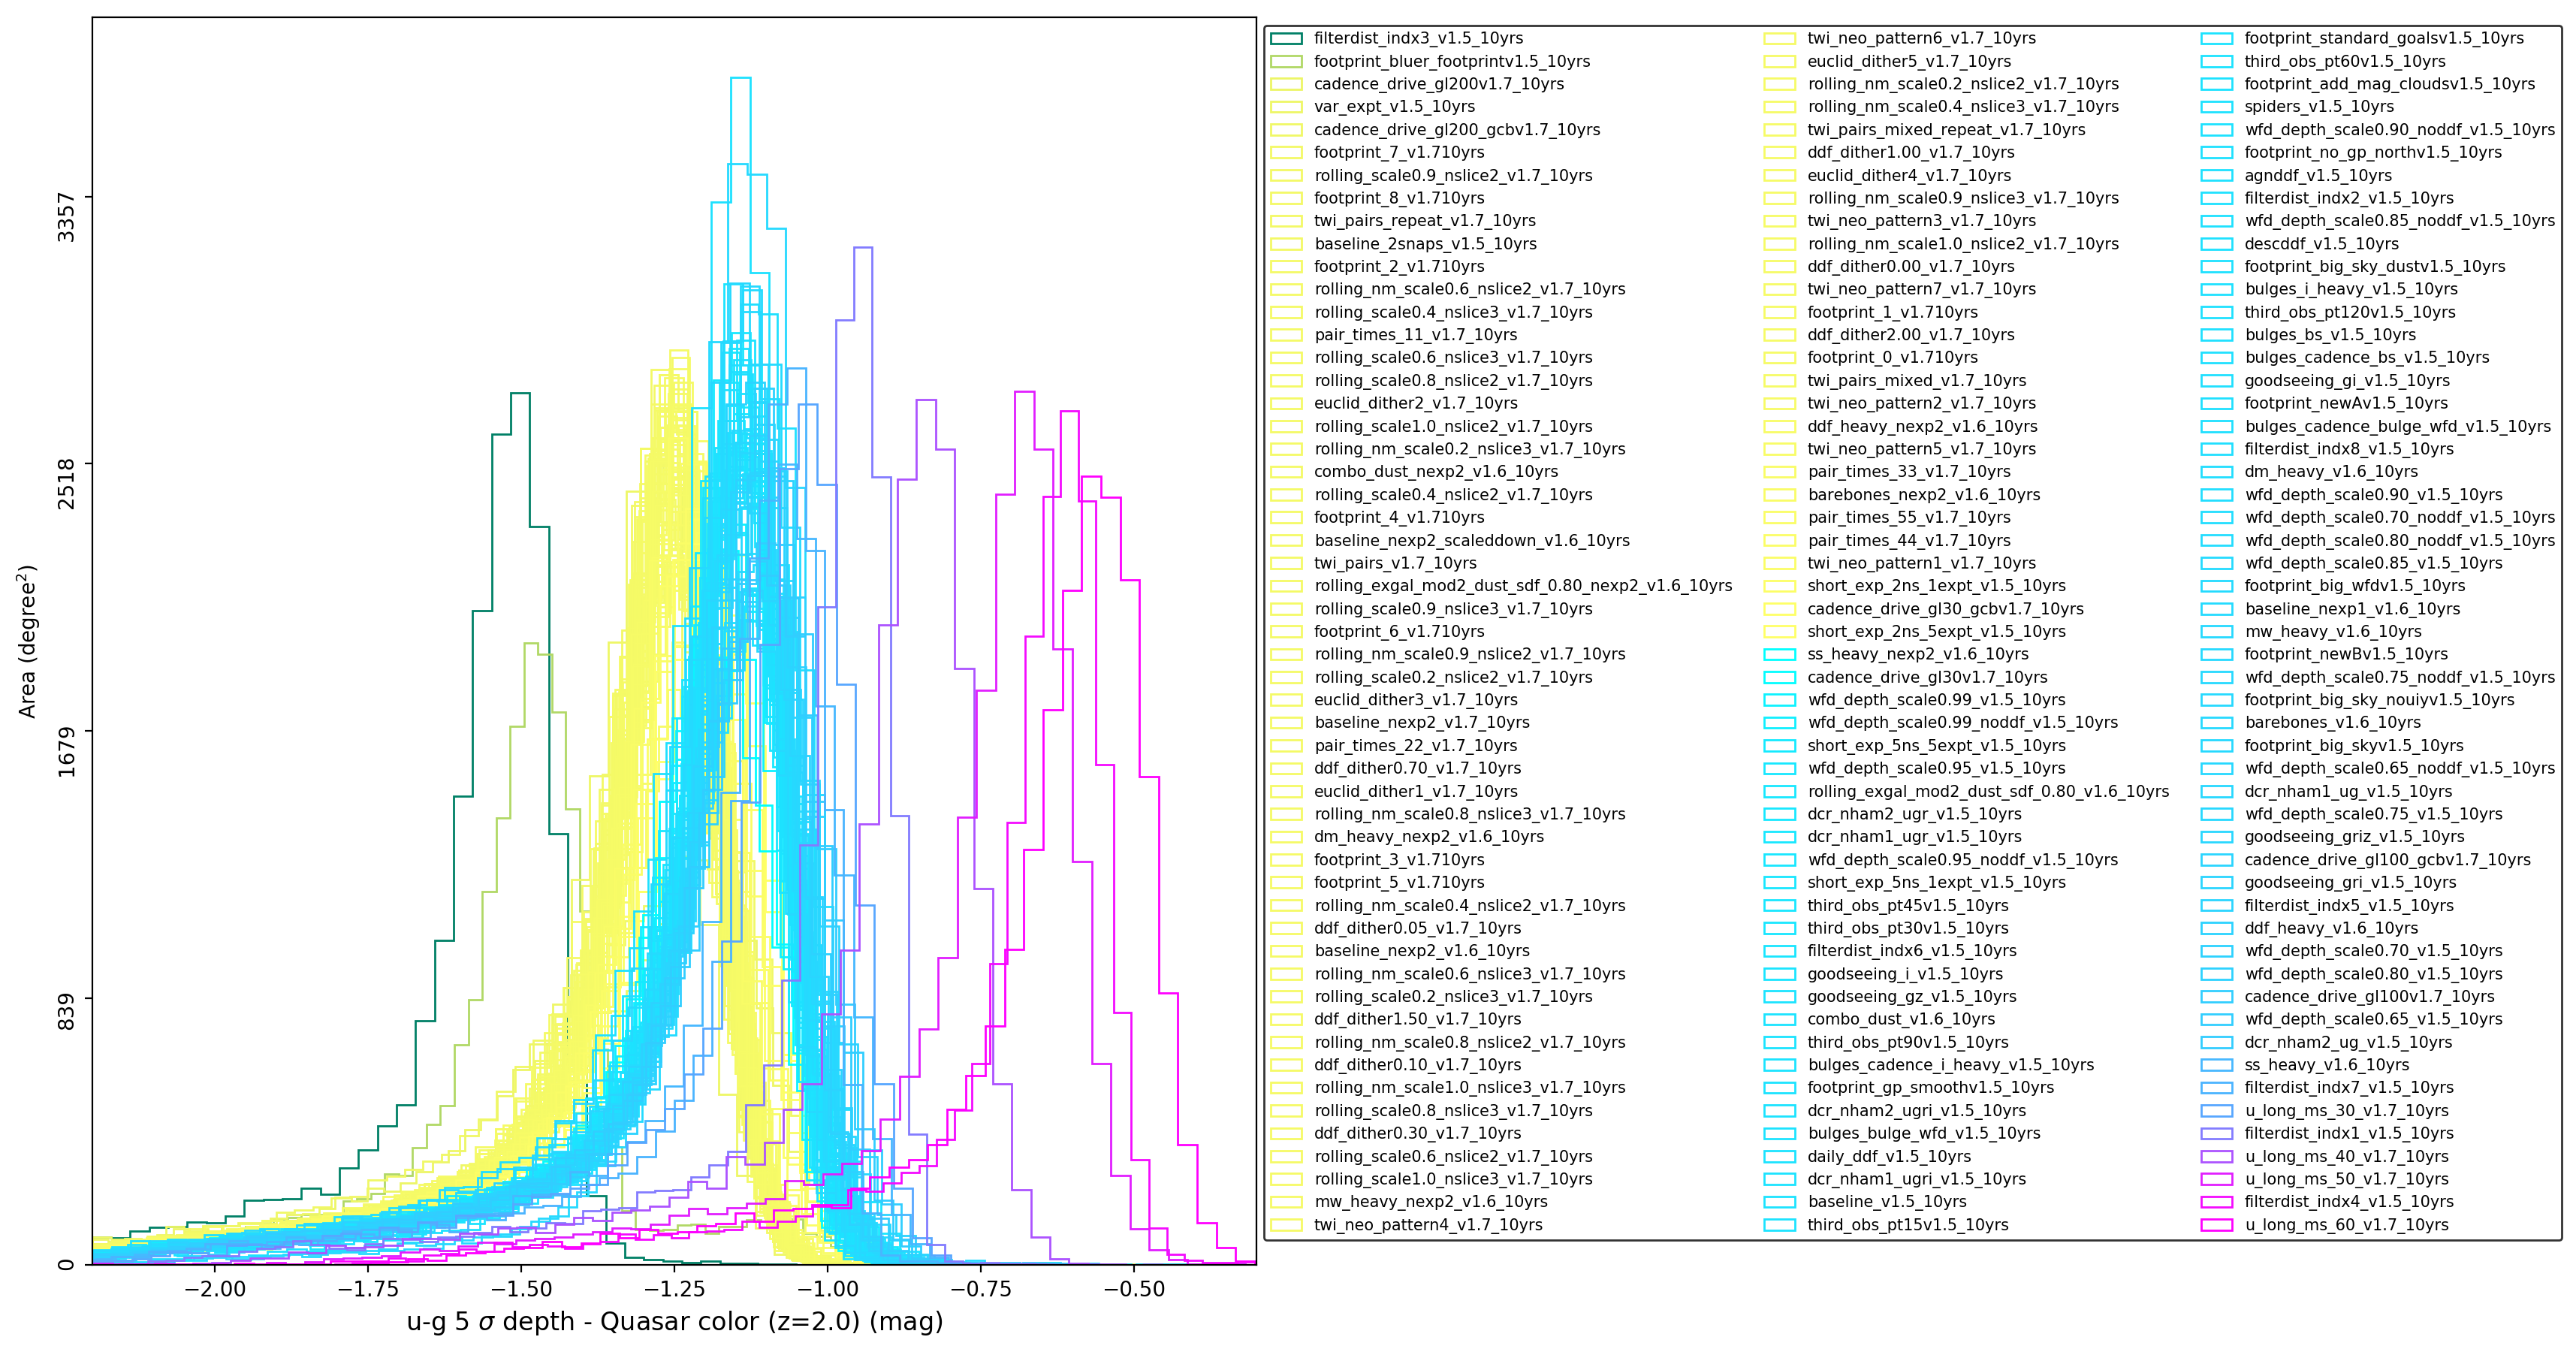 3357
2518
1679
839
0
Area (degree²)
−2.00
−1.75
−1.50
−1.25
−1.00
−0.75
−0.50
u-g 5 σ depth - Quasar color (z=2.0) (mag)
filterdist_indx3_v1.5_10yrs
footprint_bluer_footprintv1.5_10yrs
cadence_drive_gl200v1.7_10yrs
var_expt_v1.5_10yrs
cadence_drive_gl200_gcbv1.7_10yrs
footprint_7_v1.710yrs
rolling_scale0.9_nslice2_v1.7_10yrs
footprint_8_v1.710yrs
twi_pairs_repeat_v1.7_10yrs
baseline_2snaps_v1.5_10yrs
footprint_2_v1.710yrs
rolling_nm_scale0.6_nslice2_v1.7_10yrs
rolling_scale0.4_nslice3_v1.7_10yrs
pair_times_11_v1.7_10yrs
rolling_scale0.6_nslice3_v1.7_10yrs
rolling_scale0.8_nslice2_v1.7_10yrs
euclid_dither2_v1.7_10yrs
rolling_scale1.0_nslice2_v1.7_10yrs
rolling_nm_scale0.2_nslice3_v1.7_10yrs
combo_dust_nexp2_v1.6_10yrs
rolling_scale0.4_nslice2_v1.7_10yrs
footprint_4_v1.710yrs
baseline_nexp2_scaleddown_v1.6_10yrs
twi_pairs_v1.7_10yrs
rolling_exgal_mod2_dust_sdf_0.80_nexp2_v1.6_10yrs
rolling_scale0.9_nslice3_v1.7_10yrs
footprint_6_v1.710yrs
rolling_nm_scale0.9_nslice2_v1.7_10yrs
rolling_scale0.2_nslice2_v1.7_10yrs
euclid_dither3_v1.7_10yrs
baseline_nexp2_v1.7_10yrs
pair_times_22_v1.7_10yrs
ddf_dither0.70_v1.7_10yrs
euclid_dither1_v1.7_10yrs
rolling_nm_scale0.8_nslice3_v1.7_10yrs
dm_heavy_nexp2_v1.6_10yrs
footprint_3_v1.710yrs
footprint_5_v1.710yrs
rolling_nm_scale0.4_nslice2_v1.7_10yrs
ddf_dither0.05_v1.7_10yrs
baseline_nexp2_v1.6_10yrs
rolling_nm_scale0.6_nslice3_v1.7_10yrs
rolling_scale0.2_nslice3_v1.7_10yrs
ddf_dither1.50_v1.7_10yrs
rolling_nm_scale0.8_nslice2_v1.7_10yrs
ddf_dither0.10_v1.7_10yrs
rolling_nm_scale1.0_nslice3_v1.7_10yrs
rolling_scale0.8_nslice3_v1.7_10yrs
ddf_dither0.30_v1.7_10yrs
rolling_scale0.6_nslice2_v1.7_10yrs
rolling_scale1.0_nslice3_v1.7_10yrs
mw_heavy_nexp2_v1.6_10yrs
twi_neo_pattern4_v1.7_10yrs
twi_neo_pattern6_v1.7_10yrs
euclid_dither5_v1.7_10yrs
rolling_nm_scale0.2_nslice2_v1.7_10yrs
rolling_nm_scale0.4_nslice3_v1.7_10yrs
twi_pairs_mixed_repeat_v1.7_10yrs
ddf_dither1.00_v1.7_10yrs
euclid_dither4_v1.7_10yrs
rolling_nm_scale0.9_nslice3_v1.7_10yrs
twi_neo_pattern3_v1.7_10yrs
rolling_nm_scale1.0_nslice2_v1.7_10yrs
ddf_dither0.00_v1.7_10yrs
twi_neo_pattern7_v1.7_10yrs
footprint_1_v1.710yrs
ddf_dither2.00_v1.7_10yrs
footprint_0_v1.710yrs
twi_pairs_mixed_v1.7_10yrs
twi_neo_pattern2_v1.7_10yrs
ddf_heavy_nexp2_v1.6_10yrs
twi_neo_pattern5_v1.7_10yrs
pair_times_33_v1.7_10yrs
barebones_nexp2_v1.6_10yrs
pair_times_55_v1.7_10yrs
pair_times_44_v1.7_10yrs
twi_neo_pattern1_v1.7_10yrs
short_exp_2ns_1expt_v1.5_10yrs
cadence_drive_gl30_gcbv1.7_10yrs
short_exp_2ns_5expt_v1.5_10yrs
ss_heavy_nexp2_v1.6_10yrs
cadence_drive_gl30v1.7_10yrs
wfd_depth_scale0.99_v1.5_10yrs
wfd_depth_scale0.99_noddf_v1.5_10yrs
short_exp_5ns_5expt_v1.5_10yrs
wfd_depth_scale0.95_v1.5_10yrs
rolling_exgal_mod2_dust_sdf_0.80_v1.6_10yrs
dcr_nham2_ugr_v1.5_10yrs
dcr_nham1_ugr_v1.5_10yrs
wfd_depth_scale0.95_noddf_v1.5_10yrs
short_exp_5ns_1expt_v1.5_10yrs
third_obs_pt45v1.5_10yrs
third_obs_pt30v1.5_10yrs
filterdist_indx6_v1.5_10yrs
goodseeing_i_v1.5_10yrs
goodseeing_gz_v1.5_10yrs
combo_dust_v1.6_10yrs
third_obs_pt90v1.5_10yrs
bulges_cadence_i_heavy_v1.5_10yrs
footprint_gp_smoothv1.5_10yrs
dcr_nham2_ugri_v1.5_10yrs
bulges_bulge_wfd_v1.5_10yrs
daily_ddf_v1.5_10yrs
dcr_nham1_ugri_v1.5_10yrs
baseline_v1.5_10yrs
third_obs_pt15v1.5_10yrs
footprint_standard_goalsv1.5_10yrs
third_obs_pt60v1.5_10yrs
footprint_add_mag_cloudsv1.5_10yrs
spiders_v1.5_10yrs
wfd_depth_scale0.90_noddf_v1.5_10yrs
footprint_no_gp_northv1.5_10yrs
agnddf_v1.5_10yrs
filterdist_indx2_v1.5_10yrs
wfd_depth_scale0.85_noddf_v1.5_10yrs
descddf_v1.5_10yrs
footprint_big_sky_dustv1.5_10yrs
bulges_i_heavy_v1.5_10yrs
third_obs_pt120v1.5_10yrs
bulges_bs_v1.5_10yrs
bulges_cadence_bs_v1.5_10yrs
goodseeing_gi_v1.5_10yrs
footprint_newAv1.5_10yrs
bulges_cadence_bulge_wfd_v1.5_10yrs
filterdist_indx8_v1.5_10yrs
dm_heavy_v1.6_10yrs
wfd_depth_scale0.90_v1.5_10yrs
wfd_depth_scale0.70_noddf_v1.5_10yrs
wfd_depth_scale0.80_noddf_v1.5_10yrs
wfd_depth_scale0.85_v1.5_10yrs
footprint_big_wfdv1.5_10yrs
baseline_nexp1_v1.6_10yrs
mw_heavy_v1.6_10yrs
footprint_newBv1.5_10yrs
wfd_depth_scale0.75_noddf_v1.5_10yrs
footprint_big_sky_nouiyv1.5_10yrs
barebones_v1.6_10yrs
footprint_big_skyv1.5_10yrs
wfd_depth_scale0.65_noddf_v1.5_10yrs
dcr_nham1_ug_v1.5_10yrs
wfd_depth_scale0.75_v1.5_10yrs
goodseeing_griz_v1.5_10yrs
cadence_drive_gl100_gcbv1.7_10yrs
goodseeing_gri_v1.5_10yrs
filterdist_indx5_v1.5_10yrs
ddf_heavy_v1.6_10yrs
wfd_depth_scale0.70_v1.5_10yrs
wfd_depth_scale0.80_v1.5_10yrs
cadence_drive_gl100v1.7_10yrs
wfd_depth_scale0.65_v1.5_10yrs
dcr_nham2_ug_v1.5_10yrs
ss_heavy_v1.6_10yrs
filterdist_indx7_v1.5_10yrs
u_long_ms_30_v1.7_10yrs
filterdist_indx1_v1.5_10yrs
u_long_ms_40_v1.7_10yrs
u_long_ms_50_v1.7_10yrs
filterdist_indx4_v1.5_10yrs
u_long_ms_60_v1.7_10yrs